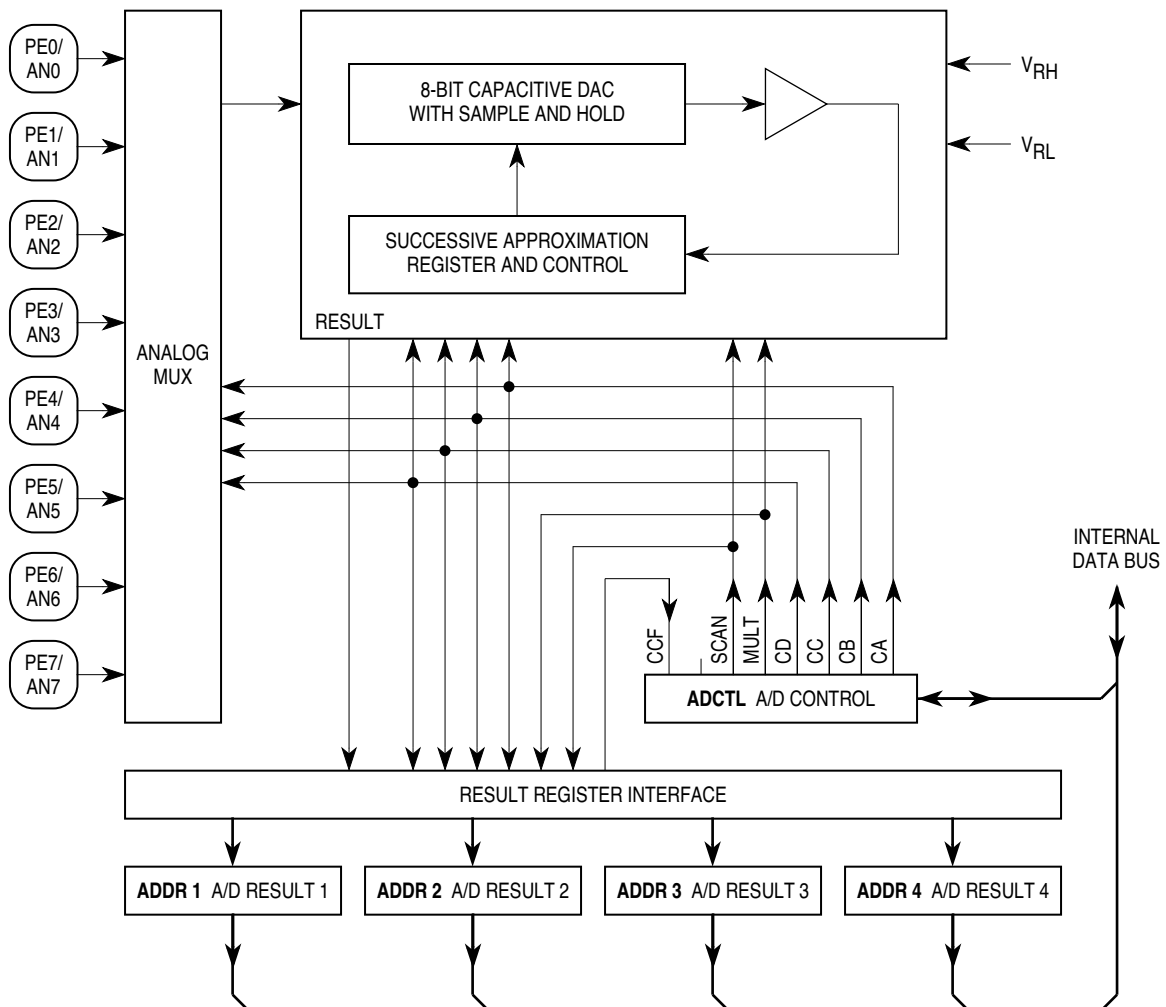 PE0/
AN0
PE1/
AN1
PE2/
AN2
PE3/
AN3
PE4/
AN4
PE5/
AN5
PE6/
AN6
PE7/
AN7
ANALOG
MUX
8-BIT CAPACITIVE DAC
WITH SAMPLE AND HOLD
SUCCESSIVE APPROXIMATION
REGISTER AND CONTROL
RESULT
VRH
VRL
INTERNAL
DATA BUS
CCF
SCAN
MULT
CD
CC
CB
CA
ADCTL A/D CONTROL
RESULT REGISTER INTERFACE
ADDR 1 A/D RESULT 1
ADDR 2 A/D RESULT 2
ADDR 3 A/D RESULT 3
ADDR 4 A/D RESULT 4